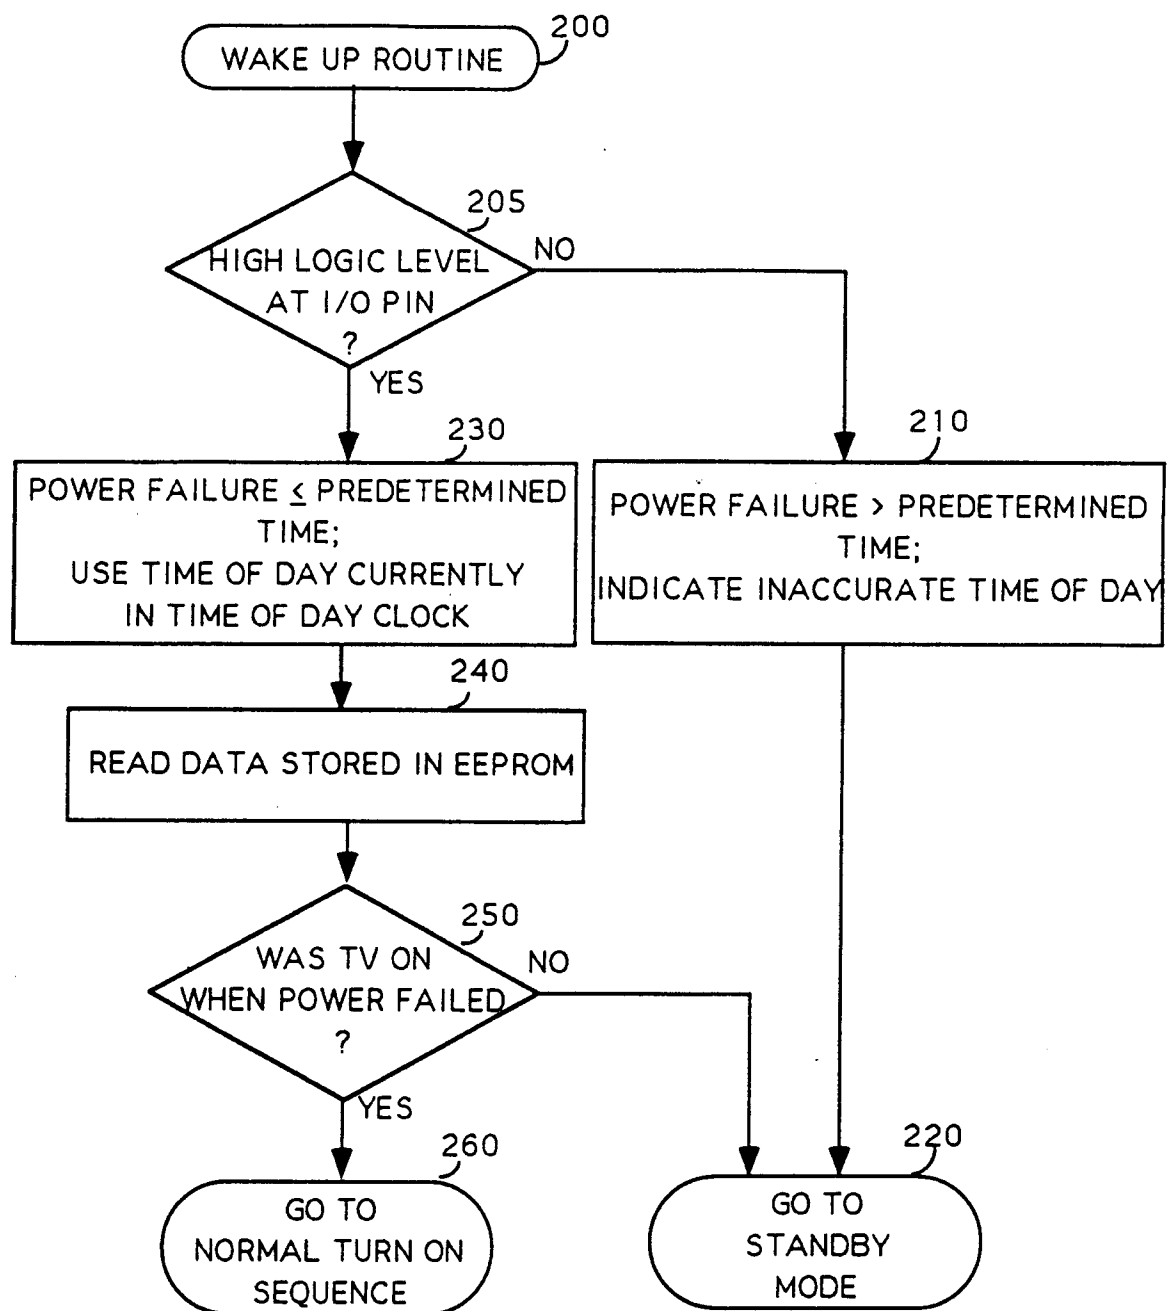 200
WAKE UP ROUTINE
205
HIGH LOGIC LEVEL
AT I/O PIN
?
NO
YES
230
POWER FAILURE ≤ PREDETERMINED
TIME;
USE TIME OF DAY CURRENTLY
IN TIME OF DAY CLOCK
210
POWER FAILURE > PREDETERMINED
TIME;
INDICATE INACCURATE TIME OF DAY
240
READ DATA STORED IN EEPROM
250
WAS TV ON
WHEN POWER FAILED
?
NO
YES
260
GO TO
NORMAL TURN ON
SEQUENCE
220
GO TO
STANDBY
MODE